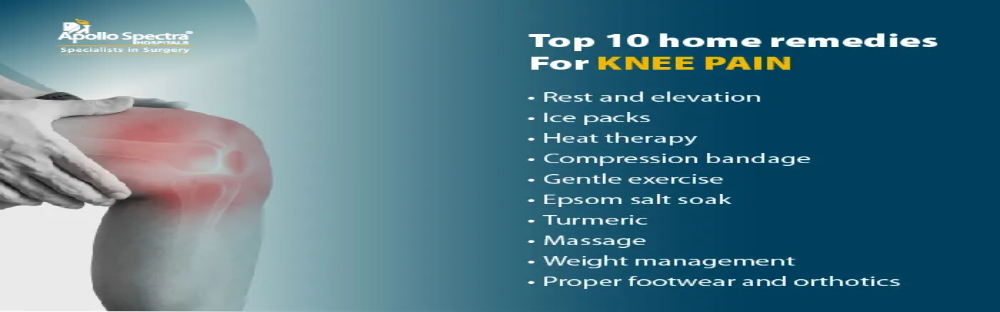 Apollo Spectra
HOSPITALS
Specialists in Surgery
Top 10 home remedies
For KNEE PAIN
• Rest and elevation
• Ice packs
• Heat therapy
• Compression bandage
• Gentle exercise
• Epsom salt soak
• Turmeric
• Massage
• Weight management
• Proper footwear and orthotics